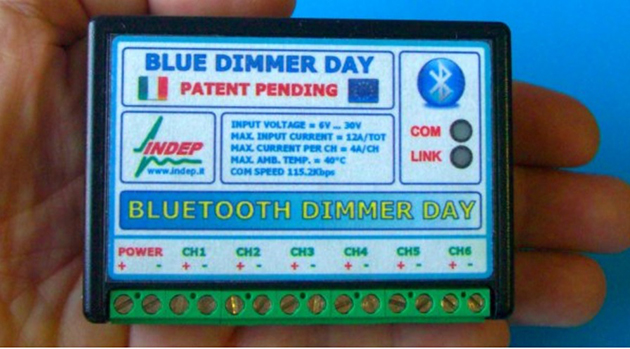 BLUE DIMMER DAY
PATENT PENDING
INDEP
www.indep.it
INPUT VOLTAGE = 6V ... 30V
MAX. INPUT CURRENT = 12A/TOT
MAX. CURRENT PER CH = 4A/CH
MAX. AMB. TEMP. = 40°C
COM SPEED 115.2Kbps
COM
LINK
BLUETOOTH DIMMER DAY
POWER CH1 CH2 CH3 CH4 CH5 CH6
+ - + - + - + - + - + - + -